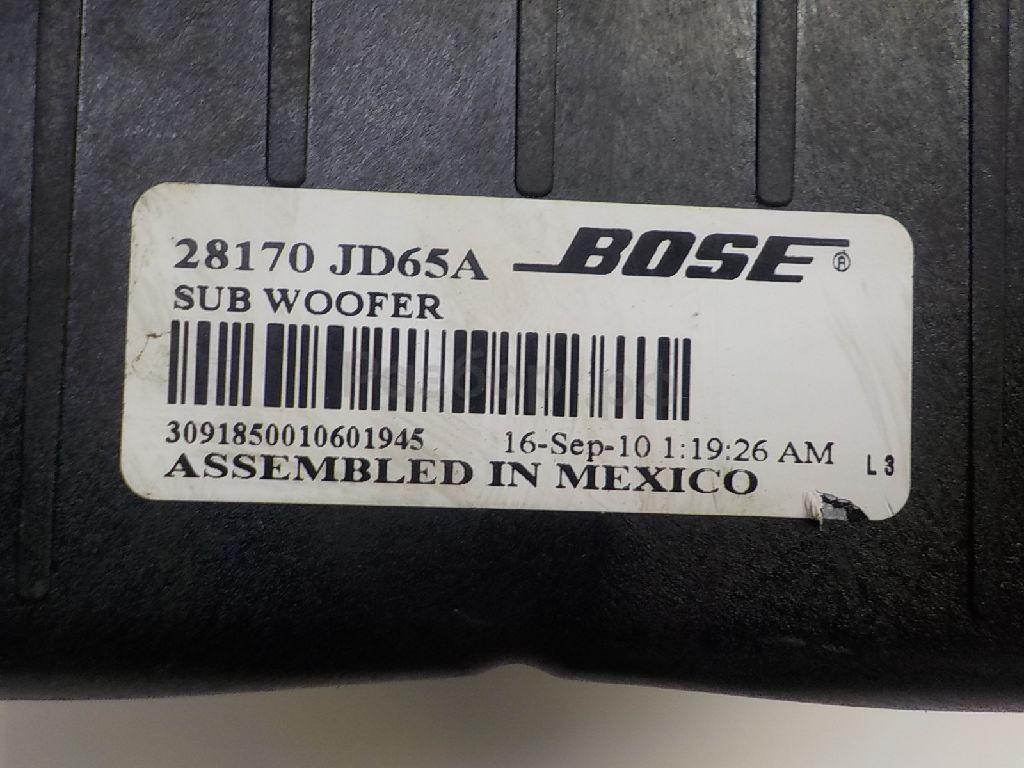 28170 JD65A BOSE®
SUB WOOFER
3091850010601945 16-Sep-10 1:19:26 AM
ASSEMBLED IN MEXICO
L3